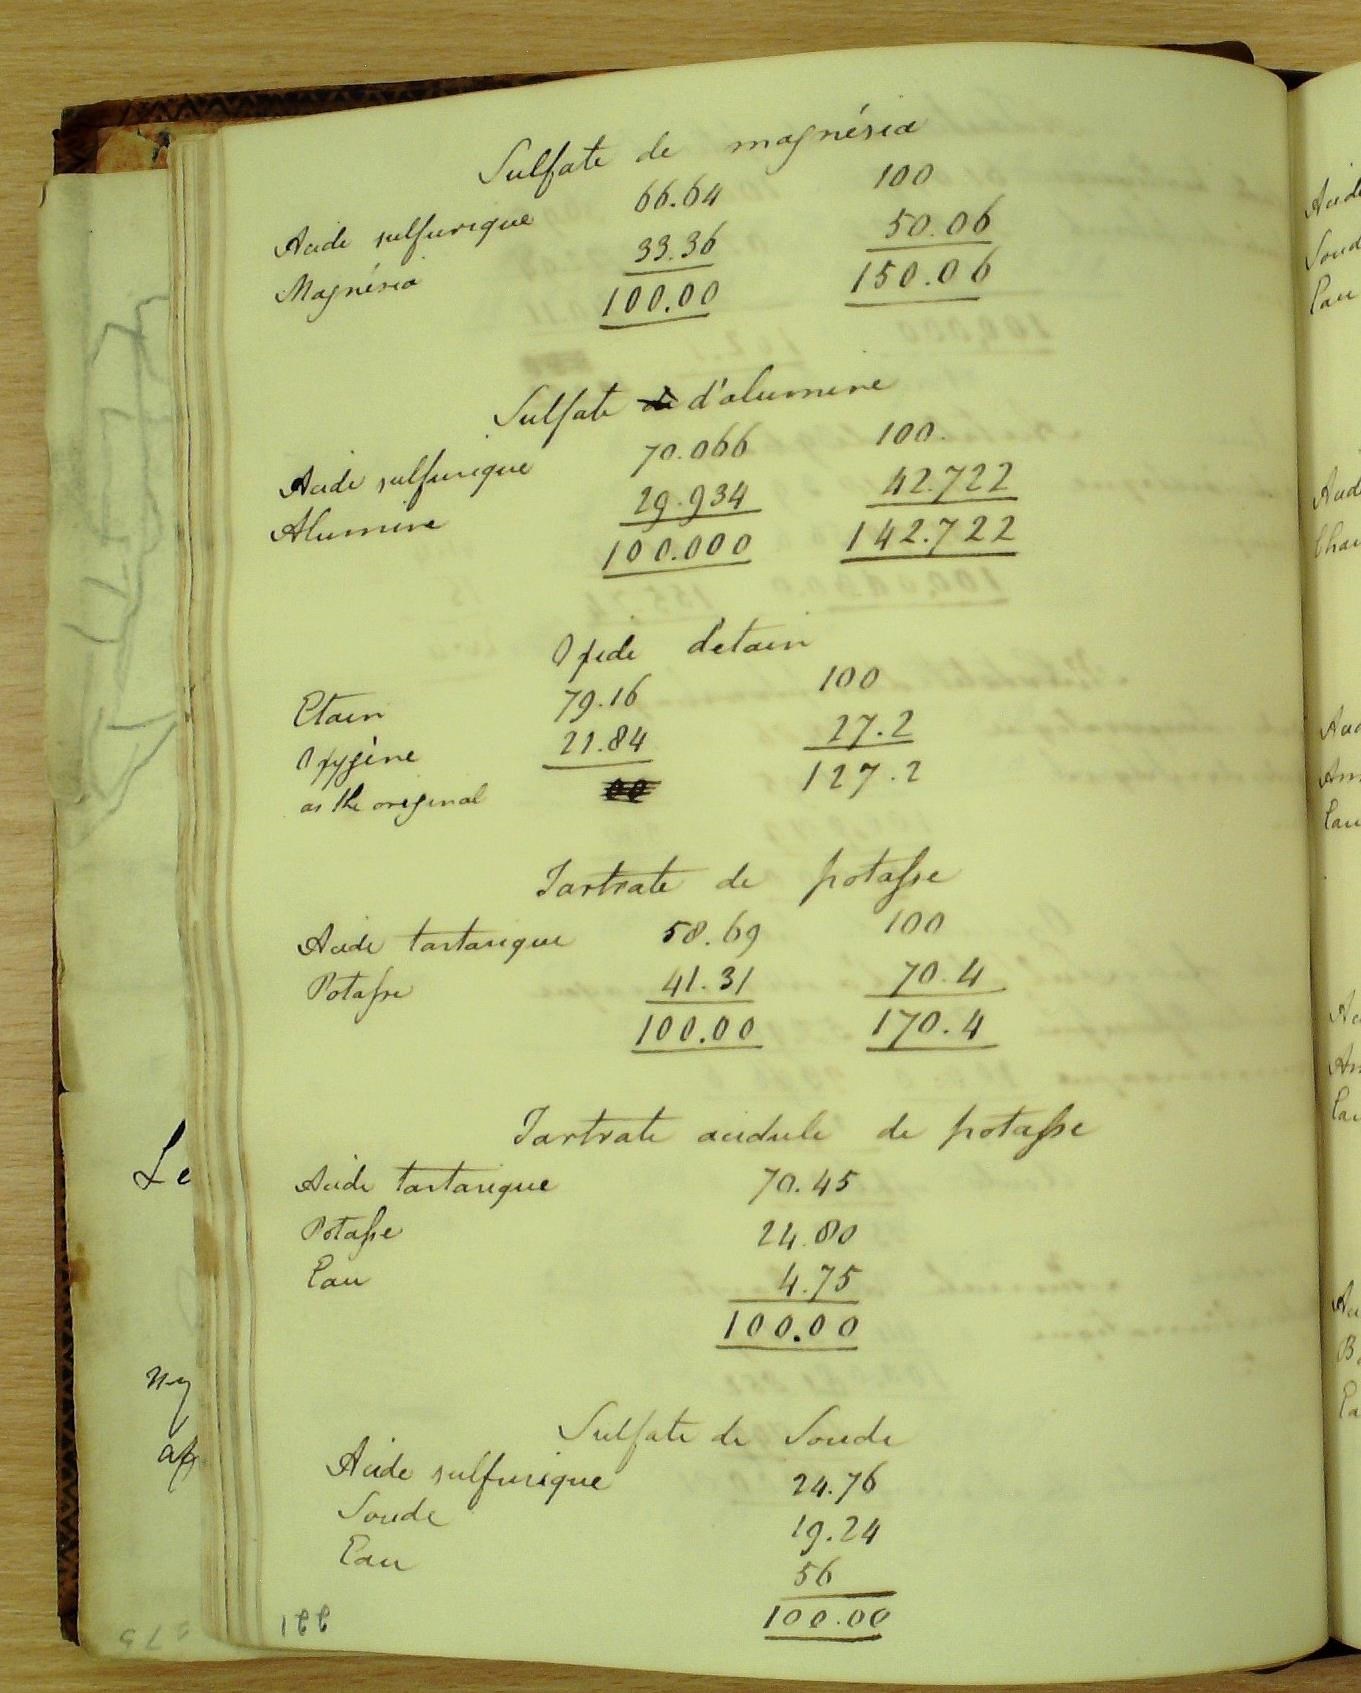 Sulfate de magnésia
Acide sulfurique 66.64 100
Magnésia 33.36 50.06
100.00 150.06
Sulfate de d'alumine
Acide sulfurique 70.066 100.
Alumine 29.934 42.722
100.000 142.722
Oxide d'etain
Etain 79.16 100
Oxygène 21.84 27.2
as the original 00 127.2
Tartrate de potasse
Acide tartarique 58.69 100
Potasse 41.31 70.4
100.00 170.4
Tartrate acidule de potasse
Acide tartarique 70.45
Potasse 24.80
Eau 4.75
100.00
Sulfate de Soude
Acide sulfurique 24.76
Soude 19.24
Eau 56
100.00
Le